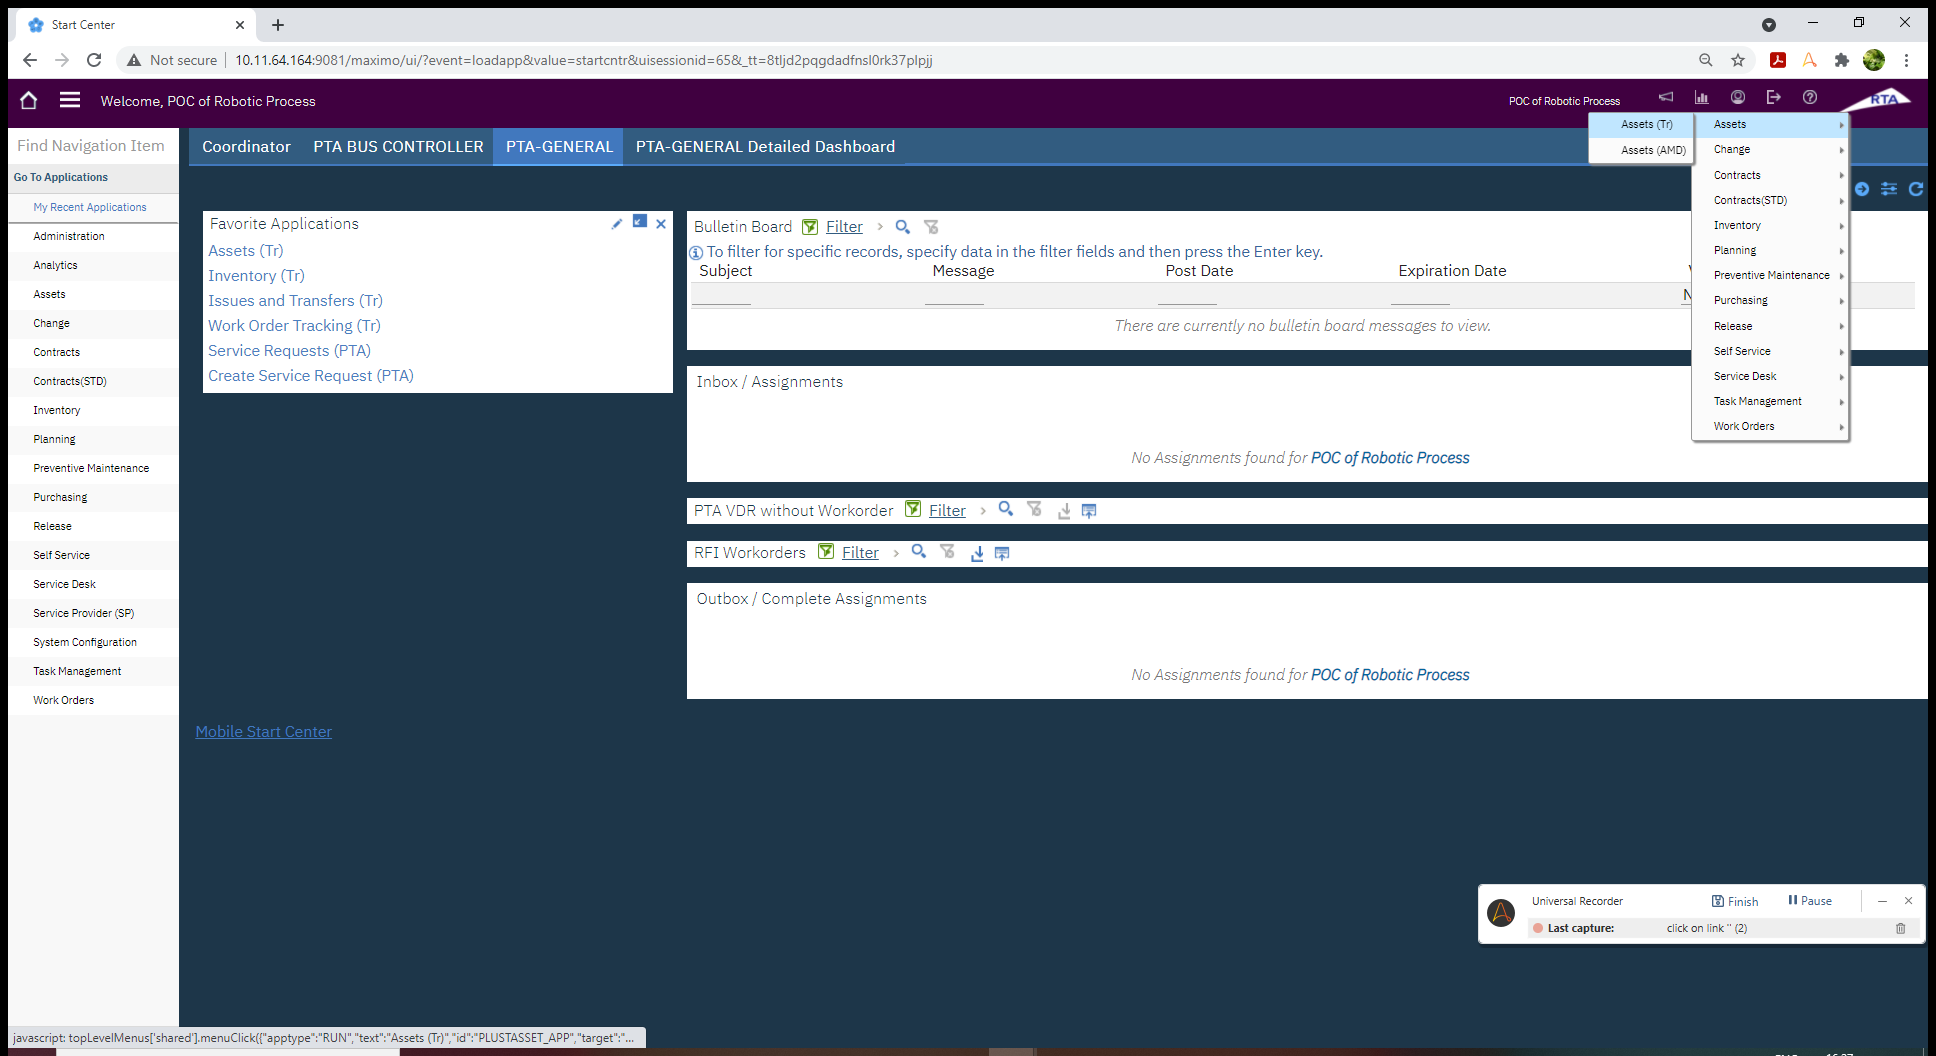 Start Center
Not secure
10.11.64.164:9081/maximo/ui/?event=loadapp&value=startcntr&uisessionid=65&_tt=8tljd2pqgdadfnsl0rk37plpjj
Welcome, POC of Robotic Process
POC of Robotic Process
RTA
Find Navigation Item
Go To Applications
My Recent Applications
Administration
Analytics
Assets
Change
Contracts
Contracts(STD)
Inventory
Planning
Preventive Maintenance
Purchasing
Release
Self Service
Service Desk
Service Provider (SP)
System Configuration
Task Management
Work Orders
Coordinator
PTA BUS CONTROLLER
PTA-GENERAL
PTA-GENERAL Detailed Dashboard
Favorite Applications
Assets (Tr)
Inventory (Tr)
Issues and Transfers (Tr)
Work Order Tracking (Tr)
Service Requests (PTA)
Create Service Request (PTA)
Mobile Start Center
Bulletin Board Filter
To filter for specific records, specify data in the filter fields and then press the Enter key.
Subject Message Post Date Expiration Date
There are currently no bulletin board messages to view.
Inbox / Assignments
No Assignments found for POC of Robotic Process
PTA VDR without Workorder Filter
RFI Workorders Filter
Outbox / Complete Assignments
No Assignments found for POC of Robotic Process
Assets (Tr)
Assets (AMD)
Assets
Change
Contracts
Contracts(STD)
Inventory
Planning
Preventive Maintenance
Purchasing
Release
Self Service
Service Desk
Task Management
Work Orders
Universal Recorder Finish Pause
Last capture: click on link '' (2)
javascript: topLevelMenus['shared'].menuClick({"apptype":"RUN","text":"Assets (Tr)","id":"PLUSTASSET_APP","target":"...